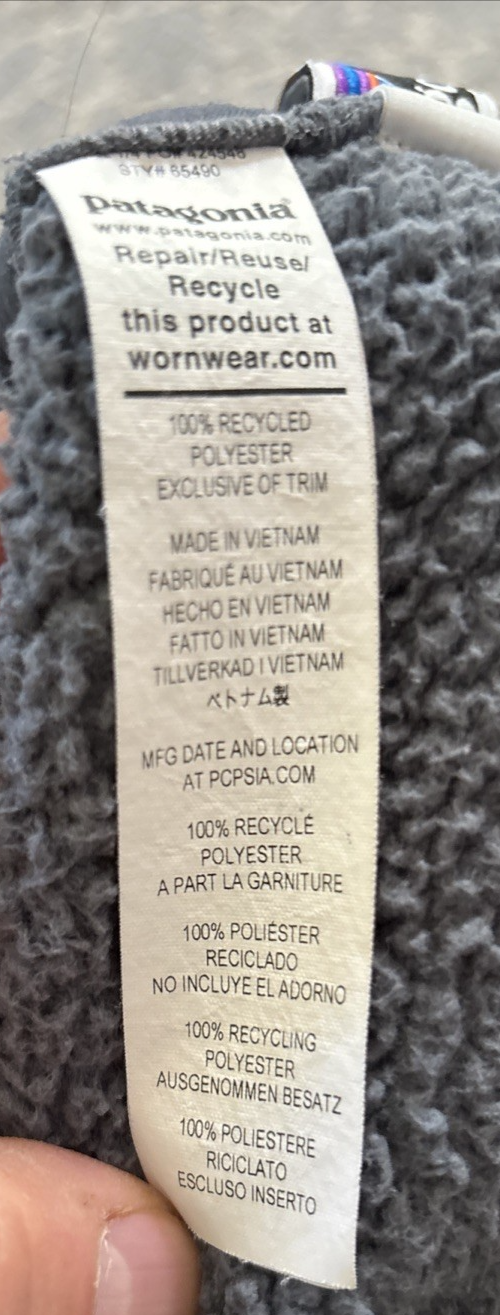 STY# 65490
patagonia®
www.patagonia.com
Repair/Reuse/
Recycle
this product at
wornwear.com
100% RECYCLED
POLYESTER
EXCLUSIVE OF TRIM
MADE IN VIETNAM
FABRIQUÉ AU VIETNAM
HECHO EN VIETNAM
FATTO IN VIETNAM
TILLVERKAD I VIETNAM
ベトナム製
MFG DATE AND LOCATION
AT PCPSIA.COM
100% RECYCLÉ
POLYESTER
A PART LA GARNITURE
100% POLIÉSTER
RECICLADO
NO INCLUYE EL ADORNO
100% RECYCLING
POLYESTER
AUSGENOMMEN BESATZ
100% POLIESTERE
RICICLATO
ESCLUSO INSERTO